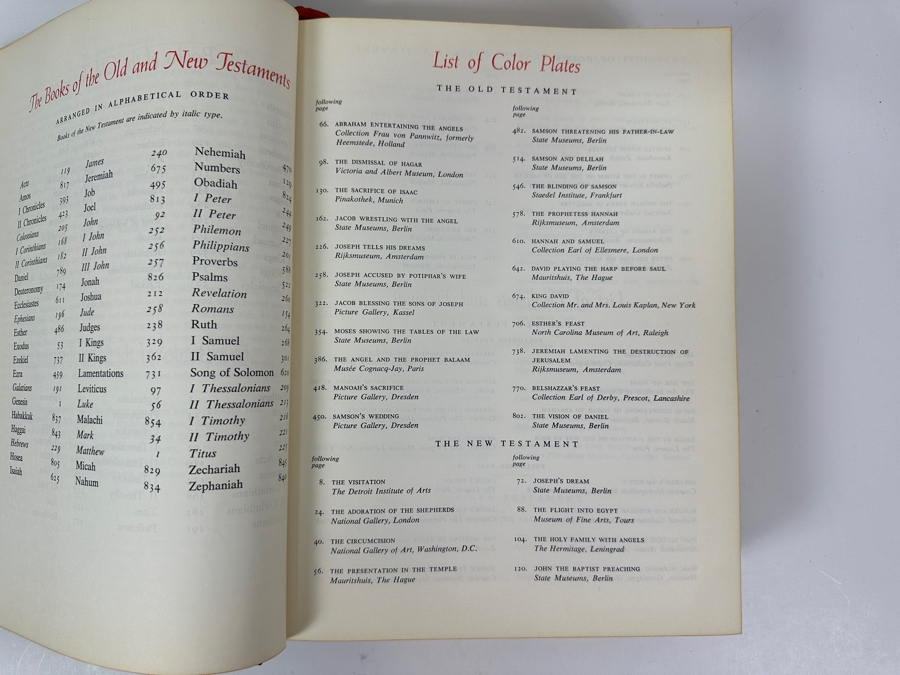 The Books of the Old and New Testaments
ARRANGED IN ALPHABETICAL ORDER
Books of the New Testament are indicated by italic type.
Acts 119
Amos 817
I Chronicles 393
II Chronicles 423
Colossians 205
I Corinthians 168
II Corinthians 182
Daniel 789
Deuteronomy 174
Ecclesiastes 611
Ephesians 196
Esther 486
Exodus 53
Ezekiel 737
Ezra 459
Galatians 191
Genesis 1
Habakkuk 837
Haggai 843
Hebrews 229
Hosea 805
Isaiah 625
James 240
Jeremiah 675
Job 495
Joel 813
John 92
I John 252
II John 256
III John 257
Jonah 826
Joshua 212
Jude 258
Judges 238
I Kings 329
II Kings 362
Lamentations 731
Leviticus 97
Luke 56
Malachi 854
Mark 34
Matthew 1
Micah 829
Nahum 834
Nehemiah 470
Numbers 129
Obadiah 824
I Peter 244
II Peter 249
Philemon 227
Philippians 201
Proverbs 588
Psalms 521
Revelation 260
Romans 154
Ruth 264
I Samuel 268
II Samuel 301
Song of Solomon 620
I Thessalonians 209
II Thessalonians 213
I Timothy 216
II Timothy 221
Titus 225
Zechariah 845
Zephaniah 840
List of Color Plates
THE OLD TESTAMENT
following
page
66. ABRAHAM ENTERTAINING THE ANGELS
Collection Frau von Pannwitz, formerly
Heemstede, Holland
98. THE DISMISSAL OF HAGAR
Victoria and Albert Museum, London
130. THE SACRIFICE OF ISAAC
Pinakothek, Munich
162. JACOB WRESTLING WITH THE ANGEL
State Museums, Berlin
226. JOSEPH TELLS HIS DREAMS
Rijksmuseum, Amsterdam
258. JOSEPH ACCUSED BY POTIPHAR'S WIFE
State Museums, Berlin
322. JACOB BLESSING THE SONS OF JOSEPH
Picture Gallery, Kassel
354. MOSES SHOWING THE TABLES OF THE LAW
State Museums, Berlin
386. THE ANGEL AND THE PROPHET BALAAM
Musée Cognacq-Jay, Paris
418. MANOAH'S SACRIFICE
Picture Gallery, Dresden
450. SAMSON'S WEDDING
Picture Gallery, Dresden
following
page
482. SAMSON THREATENING HIS FATHER-IN-LAW
State Museums, Berlin
514. SAMSON AND DELILAH
State Museums, Berlin
546. THE BLINDING OF SAMSON
Staedel Institute, Frankfurt
578. THE PROPHETESS HANNAH
Rijksmuseum, Amsterdam
610. HANNAH AND SAMUEL
Collection Earl of Ellesmere, London
642. DAVID PLAYING THE HARP BEFORE SAUL
Mauritshuis, The Hague
674. KING DAVID
Collection Mr. and Mrs. Louis Kaplan, New York
706. ESTHER'S FEAST
North Carolina Museum of Art, Raleigh
738. JEREMIAH LAMENTING THE DESTRUCTION OF
JERUSALEM
Rijksmuseum, Amsterdam
770. BELSHAZZAR'S FEAST
Collection Earl of Derby, Prescot, Lancashire
802. THE VISION OF DANIEL
State Museums, Berlin
THE NEW TESTAMENT
following
page
8. THE VISITATION
The Detroit Institute of Arts
24. THE ADORATION OF THE SHEPHERDS
National Gallery, London
40. THE CIRCUMCISION
National Gallery of Art, Washington, D.C.
56. THE PRESENTATION IN THE TEMPLE
Mauritshuis, The Hague
following
page
72. JOSEPH'S DREAM
State Museums, Berlin
88. THE FLIGHT INTO EGYPT
Museum of Fine Arts, Tours
104. THE HOLY FAMILY WITH ANGELS
The Hermitage, Leningrad
120. JOHN THE BAPTIST PREACHING
State Museums, Berlin